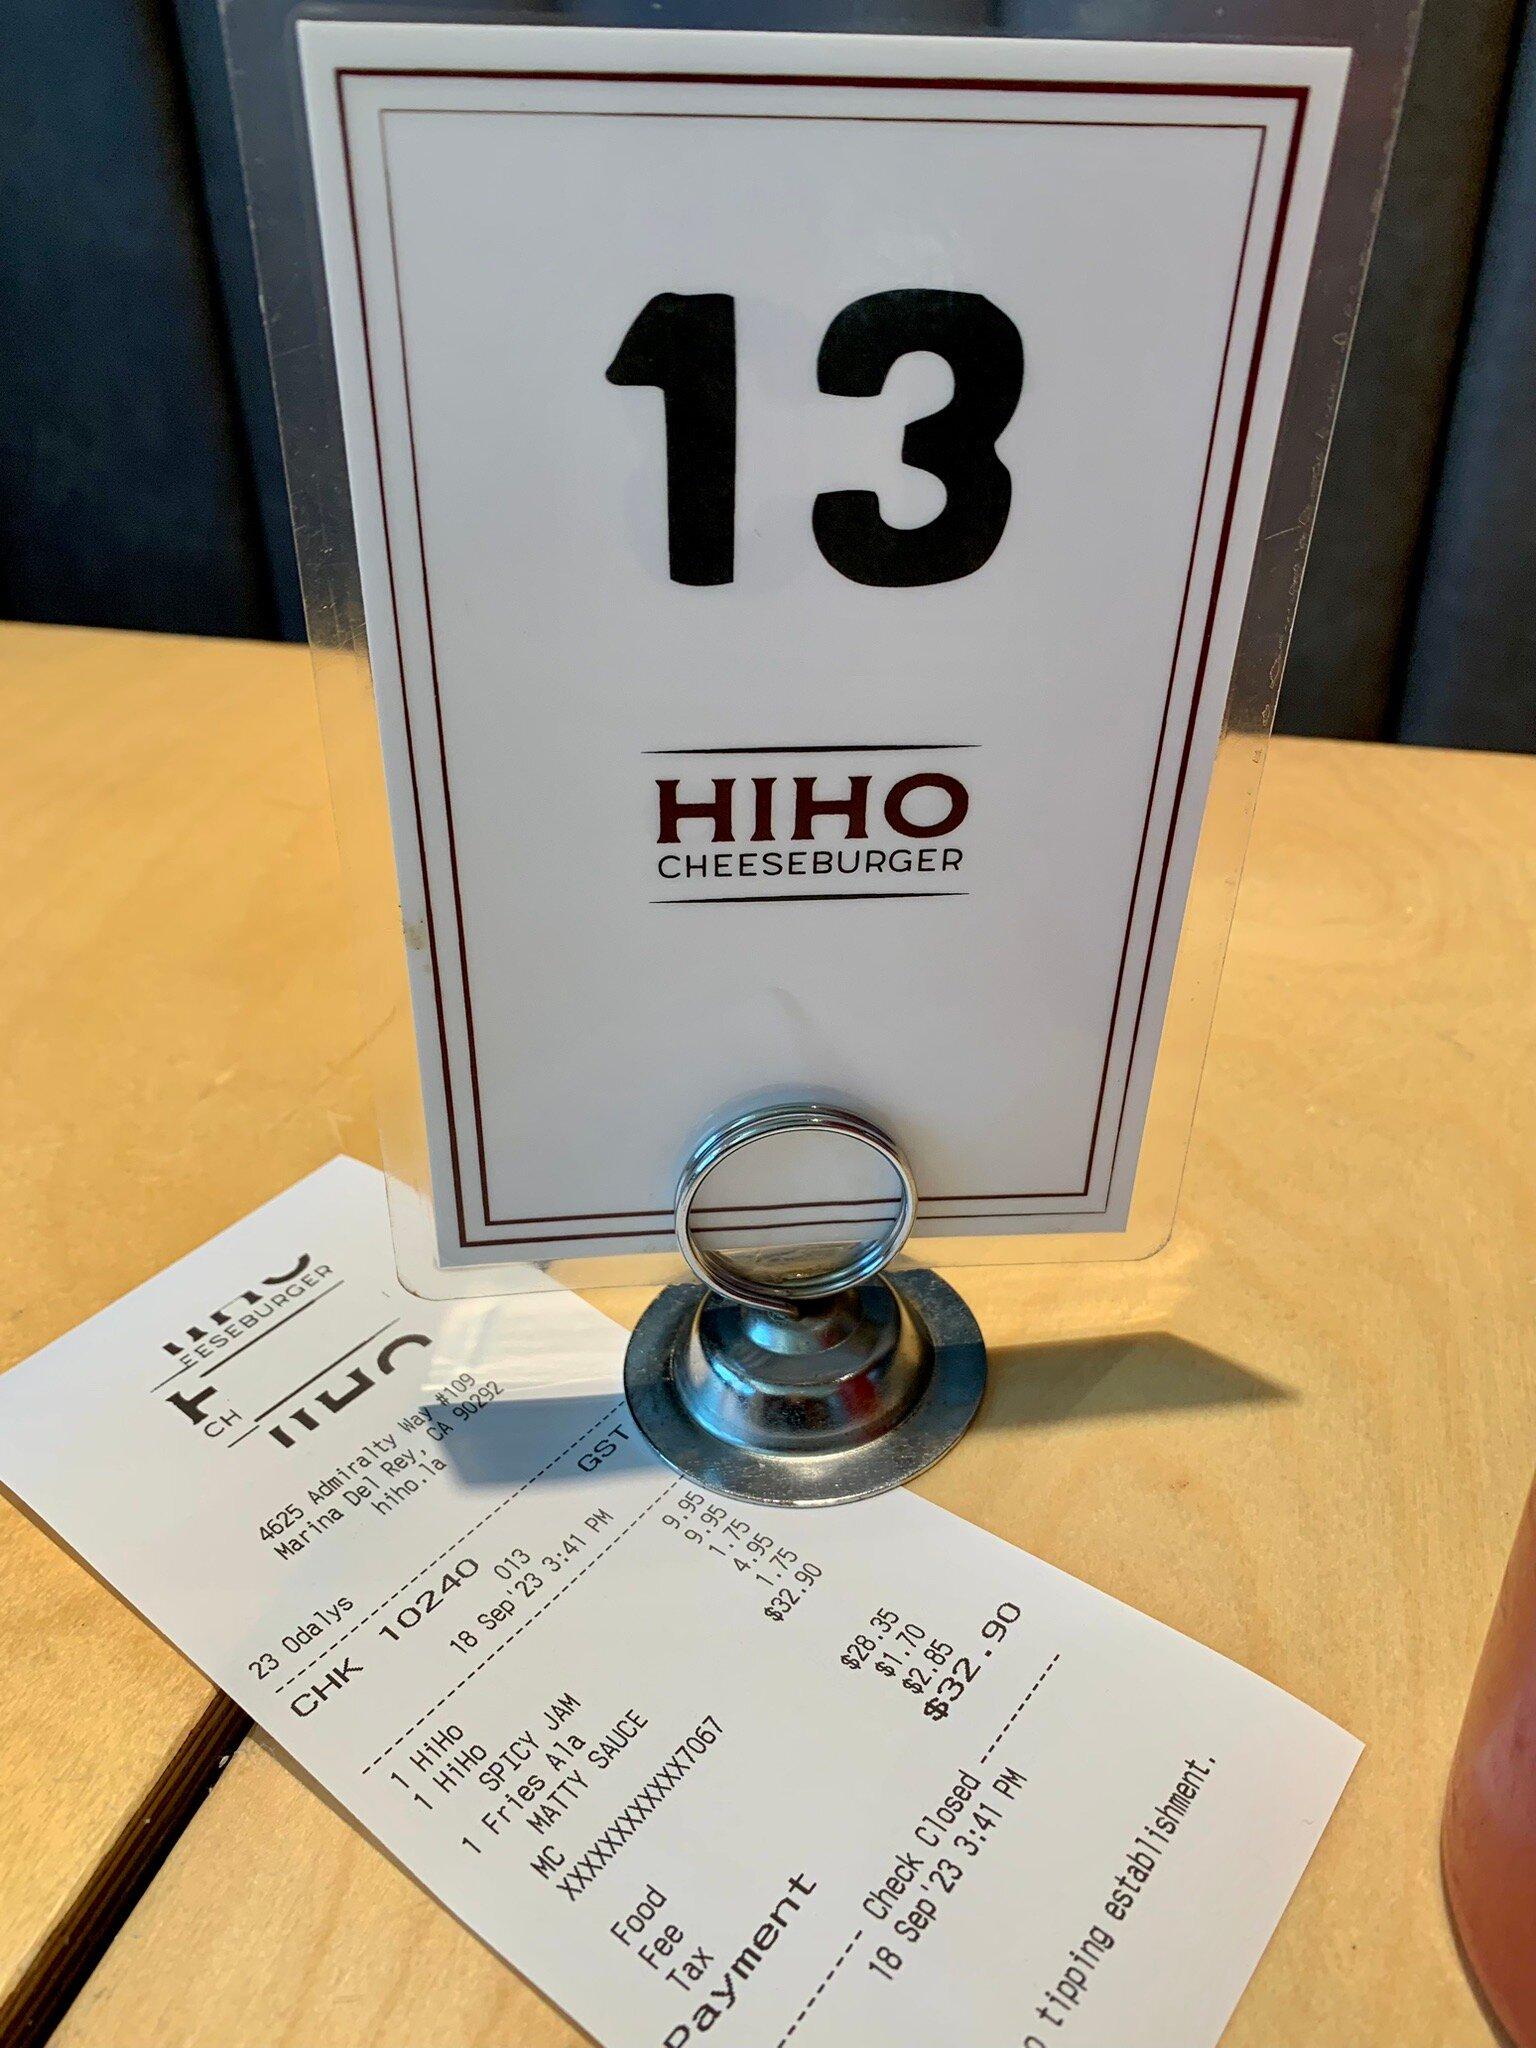 13
HIHO
CHEESEBURGER
EESEBURGER
CH
4625 Admiralty Way #109
Marina Del Rey, CA 90292
hiho.la
23 Odalys
CHK 10240 013 GST
18 Sep'23 3:41 PM
1 HiHo 9.95
1 HiHo 9.95
SPICY JAM 1.75
1 Fries Ala 4.95
MATTY SAUCE 1.75
MC $32.90
XXXXXXXXXXXX7067
Food $28.35
Fee $1.70
Tax $2.85
Payment $32.90
Check Closed
18 Sep'23 3:41 PM
tipping establishment.